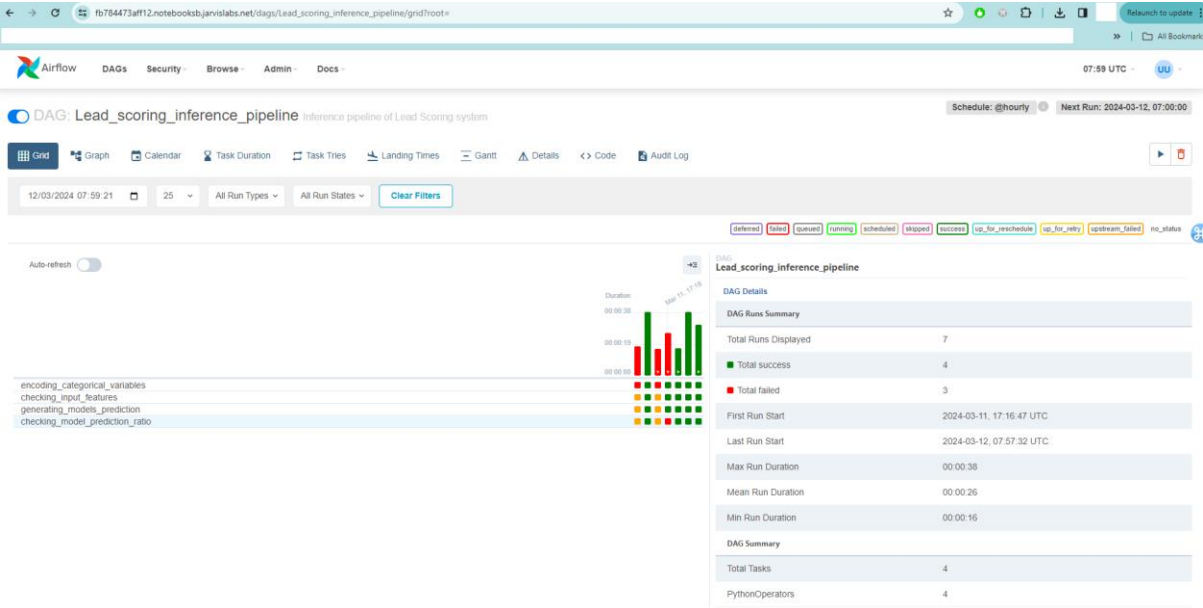 fb784473aff12.notebooksb.jarvislabs.net/dags/Lead_scoring_inference_pipeline/grid?root=
Relaunch to update
» All Bookmark
Airflow DAGs Security Browse Admin Docs 07:59 UTC UU
DAG: Lead_scoring_inference_pipeline Inference pipeline of Lead Scoring system
Schedule: @hourly Next Run: 2024-03-12, 07:00:00
Grid Graph Calendar Task Duration Task Tries Landing Times Gantt Details <> Code Audit Log
12/03/2024 07:59:21 25 All Run Types All Run States Clear Filters
deferred failed queued running scheduled skipped success up_for_reschedule up_for_retry upstream_failed no_status
Auto-refresh
Duration
Mar 11, 17:18
00:00:38
00:00:19
00:00:00
encoding_categorical_variables
checking_input_features
generating_models_prediction
checking_model_prediction_ratio
DAG
Lead_scoring_inference_pipeline
DAG Details
DAG Runs Summary
Total Runs Displayed 7
Total success 4
Total failed 3
First Run Start 2024-03-11, 17:16:47 UTC
Last Run Start 2024-03-12, 07:57:32 UTC
Max Run Duration 00:00:38
Mean Run Duration 00:00:26
Min Run Duration 00:00:16
DAG Summary
Total Tasks 4
PythonOperators 4